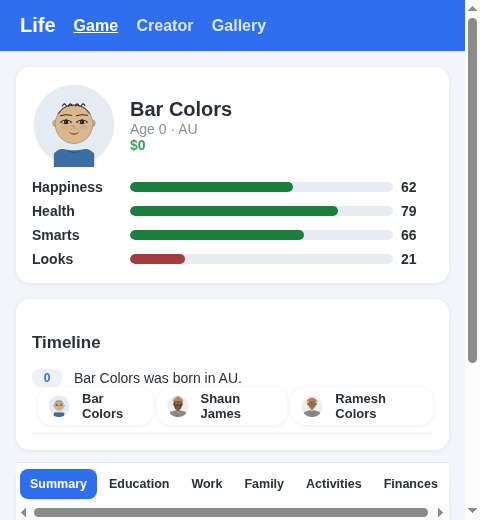 Life Game Creator Gallery
Bar Colors
Age 0 · AU
$0
Happiness 62
Health 79
Smarts 66
Looks 21
Timeline
0 Bar Colors was born in AU.
Bar Shaun Ramesh
Colors James Colors
Summary Education Work Family Activities Finances